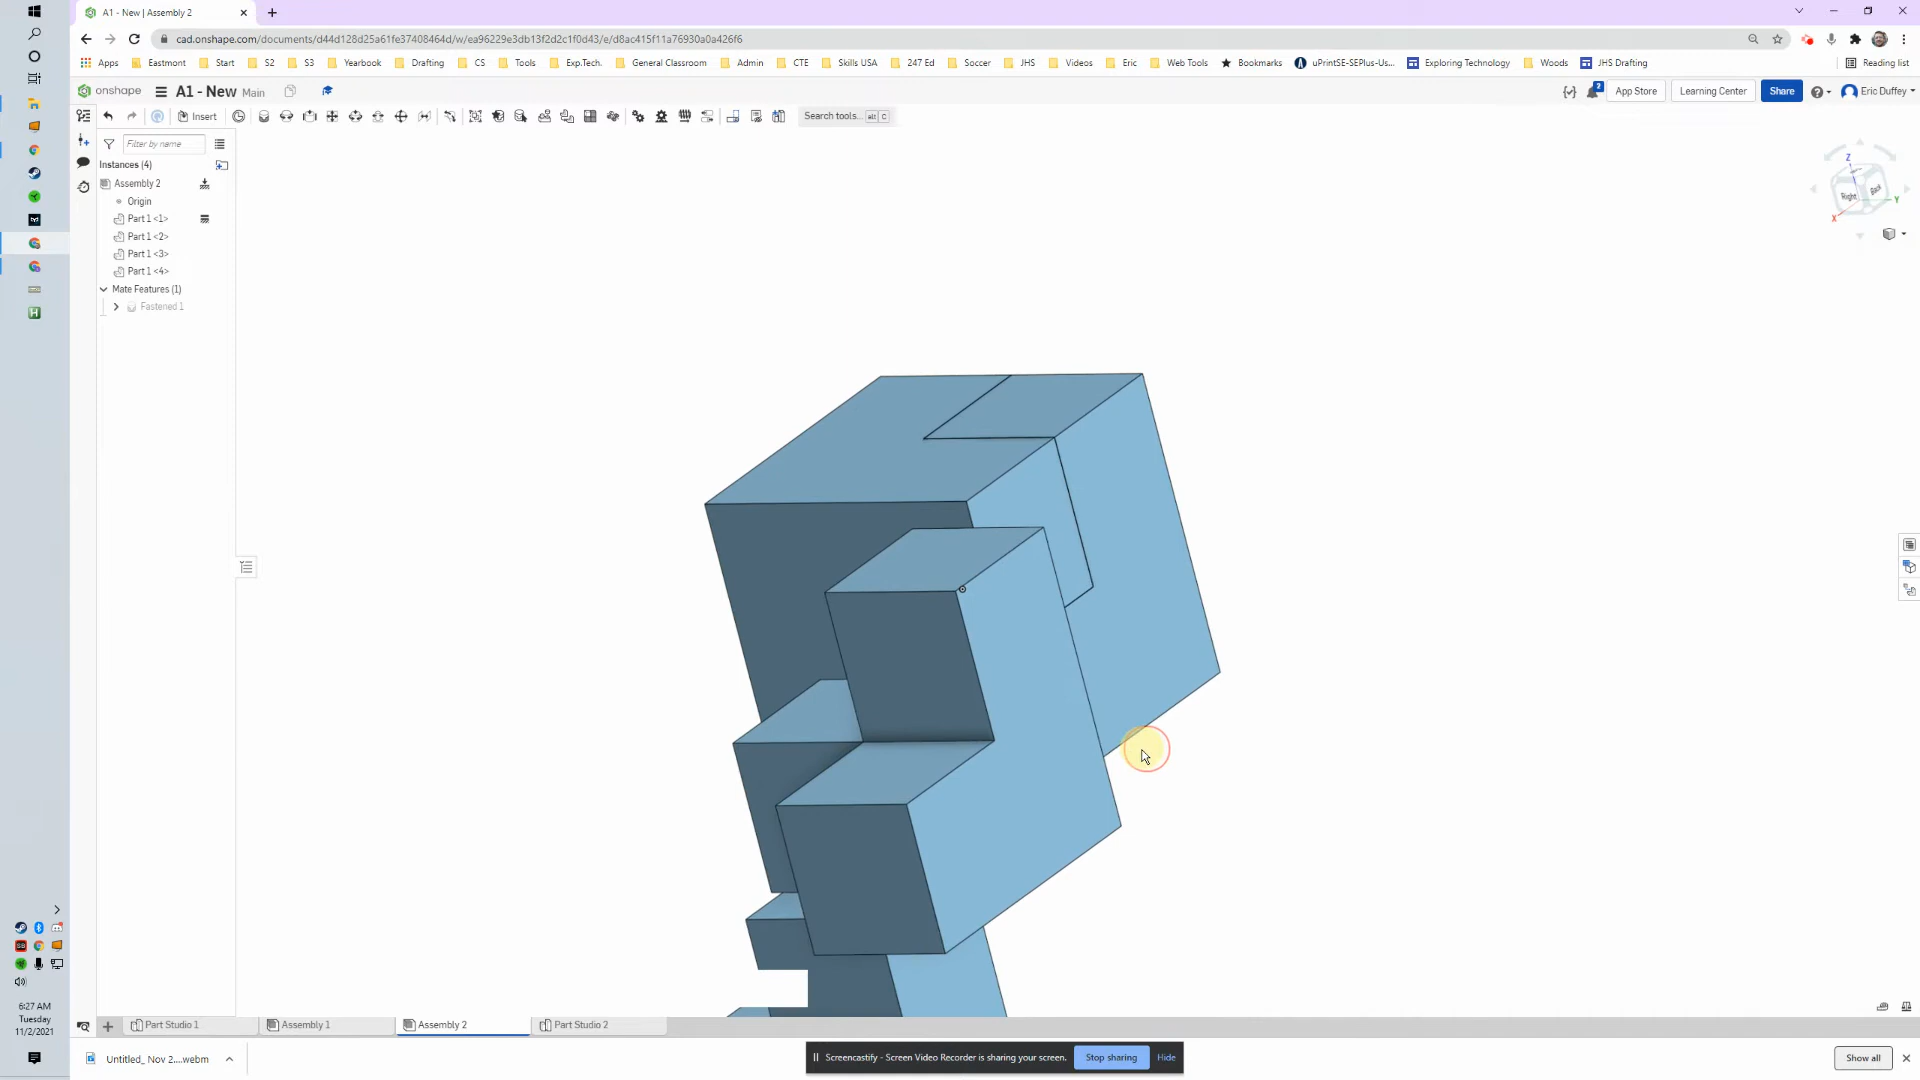 A1 - New | Assembly 2
cad.onshape.com/documents/d44d128d25a61fe37408464d/w/ea96229e3db13f2d2c1f0d43/e/d8ac415f11a76930a0a426f6
Apps Eastmont Start S2 S3 Yearbook Drafting CS Tools Exp.Tech. General Classroom Admin CTE Skills USA 247 Ed Soccer JHS Videos Eric Web Tools Bookmarks uPrintSE-SEPlus-Us... Exploring Technology Woods JHS Drafting Reading list
onshape A1 - New Main 2 App Store Learning Center Share Eric Duffey
Insert Search tools... alt C
Filter by name
Instances (4)
Assembly 2
Origin
Part 1 <1>
Part 1 <2>
Part 1 <3>
Part 1 <4>
Mate Features (1)
Fastened 1
Z
Right Back
Y
X
6:27 AM
Tuesday
11/2/2021
Part Studio 1 Assembly 1 Assembly 2 Part Studio 2
Untitled_ Nov 2....webm
Screencastify - Screen Video Recorder is sharing your screen. Stop sharing Hide
Show all